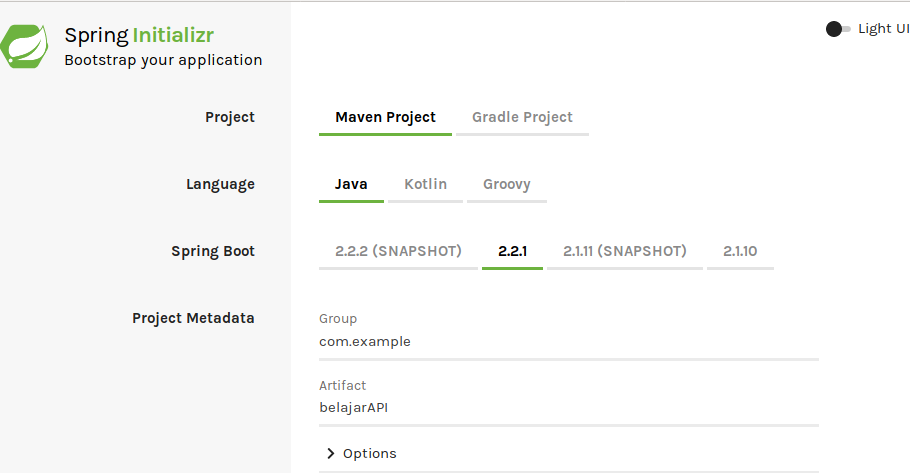 Spring Initializr
Bootstrap your application
Light UI
Project
Maven Project Gradle Project
Language
Java Kotlin Groovy
Spring Boot
2.2.2 (SNAPSHOT) 2.2.1 2.1.11 (SNAPSHOT) 2.1.10
Project Metadata
Group
com.example
Artifact
belajarAPI
Options